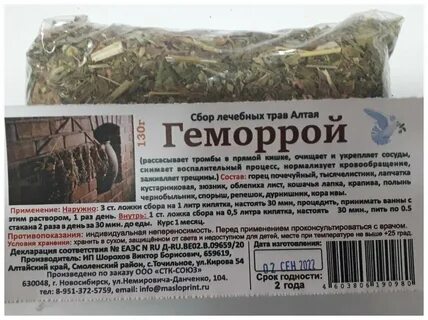 130г
Сбор лечебных трав Алтая
Геморрой
(рассасывает тромбы в прямой кишке, очищает и укрепляет сосуды,
снимает воспалительный процесс, нормализует кровообращение,
заживляет трещины) Состав: горец почечуйный, тысячелистник, лапчатка
кустарниковая, зюзник, облепиха лист, кошачья лапка, крапива, полынь
чернобыльник, спорыш, репешок, дурнишник, кора ивы.
Применение: Наружно: 3 ст. ложки сбора на 1 литр кипятка, настоять 30 минут, процедить, принимать ванны с
этим раствором, 1 раз день. Внутрь: 1 ст. ложка сбора на 0,5 литра кипятка, настоять 30 мин., пить по 0.5
стакана 2 раза в день за 30 мин. до еды. Курс 1 месяц.
Противопоказания: индивидуальная непереносимость. Перед применением проконсультироваться с врачом.
Условия хранения: хранить в сухом, защищённом от света и недоступном для детей, месте при температуре не выше +25 град.
Декларация соответствия № ЕАЭС N RU Д-RU.BE02.B.09659/20
Производитель: ИП Шорохов Виктор Борисович, 659619,
Алтайский край, Смоленский район, с.Точильное, ул.Кирова 54
Произведено по заказу ООО «СТК-СОЮЗ»
630048, г. Новосибирск, ул.Немировича-Данченко, 104,
тел: 8-951-372-5759, email: info@masloprint.ru
02 СЕН 2022
Срок годности:
2 года
4603806190980